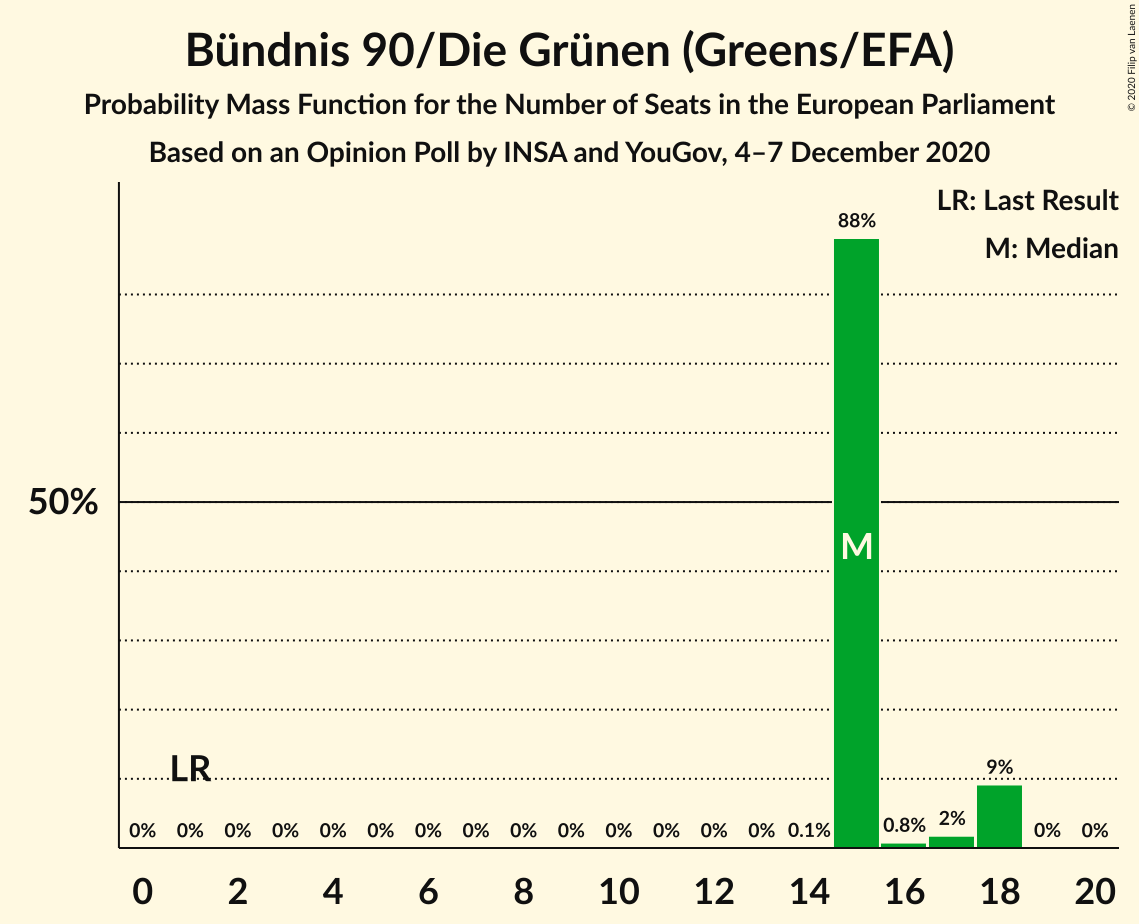 Bündnis 90/Die Grünen (Greens/EFA)
Probability Mass Function for the Number of Seats in the European Parliament
Based on an Opinion Poll by INSA and YouGov, 4–7 December 2020
© 2020 Filip van Laenen
LR: Last Result
M: Median
88%
50%
M
LR
9%
0% 0% 0% 0% 0% 0% 0% 0% 0% 0% 0% 0% 0% 0% 0.1% 0.8% 2% 0% 0%
0 2 4 6 8 10 12 14 16 18 20